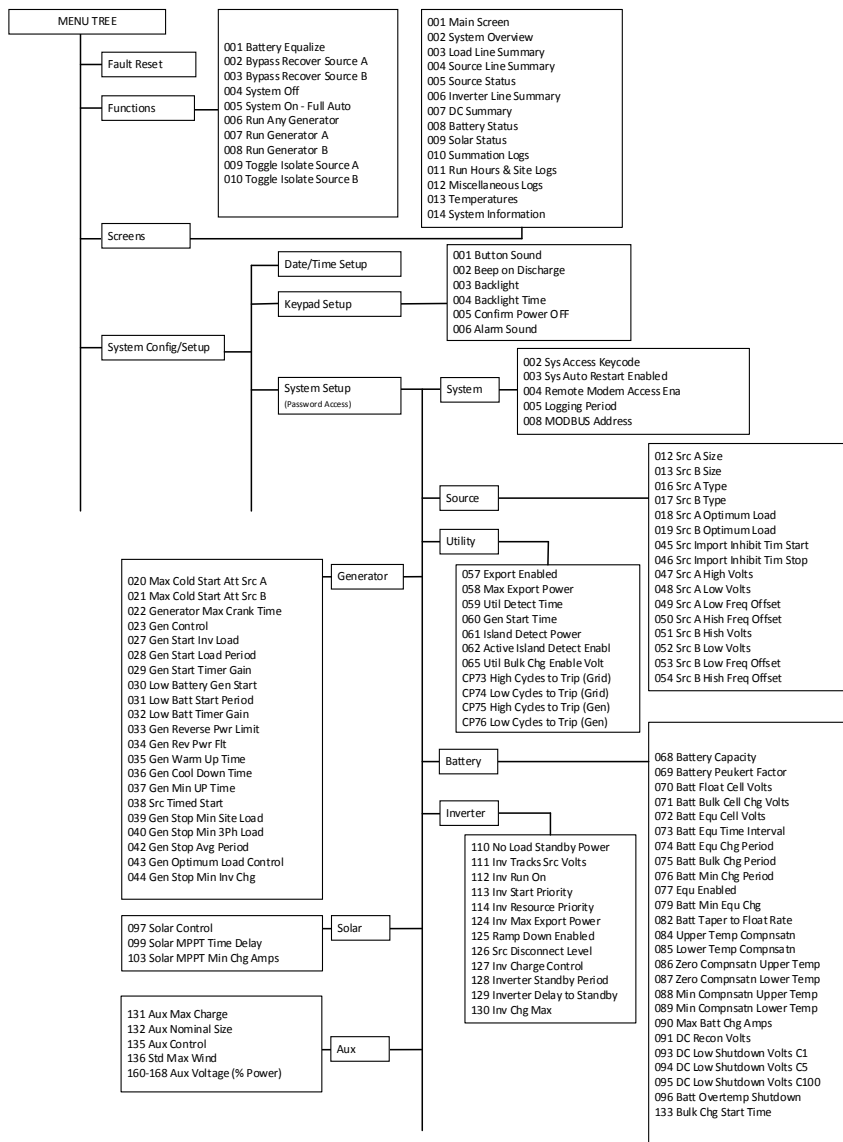 MENU TREE
Fault Reset
Functions
001 Battery Equalize
002 Bypass Recover Source A
003 Bypass Recover Source B
004 System Off
005 System On - Full Auto
006 Run Any Generator
007 Run Generator A
008 Run Generator B
009 Toggle Isolate Source A
010 Toggle Isolate Source B
001 Main Screen
002 System Overview
003 Load Line Summary
004 Source Line Summary
005 Source Status
006 Inverter Line Summary
007 DC Summary
008 Battery Status
009 Solar Status
010 Summation Logs
011 Run Hours & Site Logs
012 Miscellaneous Logs
013 Temperatures
014 System Information
Screens
System Config/Setup
Date/Time Setup
Keypad Setup
001 Button Sound
002 Beep on Discharge
003 Backlight
004 Backlight Time
005 Confirm Power OFF
006 Alarm Sound
System Setup
(Password Access)
System
002 Sys Access Keycode
003 Sys Auto Restart Enabled
004 Remote Modem Access Ena
005 Logging Period
008 MODBUS Address
Source
012 Src A Size
013 Src B Size
016 Src A Type
017 Src B Type
018 Src A Optimum Load
019 Src B Optimum Load
045 Src Import Inhibit Tim Start
046 Src Import Inhibit Tim Stop
047 Src A High Volts
048 Src A Low Volts
049 Src A Low Freq Offset
050 Src A Hish Freq Offset
051 Src B Hish Volts
052 Src B Low Volts
053 Src B Low Freq Offset
054 Src B Hish Freq Offset
Utility
057 Export Enabled
058 Max Export Power
059 Util Detect Time
060 Gen Start Time
061 Island Detect Power
062 Active Island Detect Enabl
065 Util Bulk Chg Enable Volt
CP73 High Cycles to Trip (Grid)
CP74 Low Cycles to Trip (Grid)
CP75 High Cycles to Trip (Gen)
CP76 Low Cycles to Trip (Gen)
Generator
020 Max Cold Start Att Src A
021 Max Cold Start Att Src B
022 Generator Max Crank Time
023 Gen Control
027 Gen Start Inv Load
028 Gen Start Load Period
029 Gen Start Timer Gain
030 Low Battery Gen Start
031 Low Batt Start Period
032 Low Batt Timer Gain
033 Gen Reverse Pwr Limit
034 Gen Rev Pwr Flt
035 Gen Warm Up Time
036 Gen Cool Down Time
037 Gen Min UP Time
038 Src Timed Start
039 Gen Stop Min Site Load
040 Gen Stop Min 3Ph Load
042 Gen Stop Avg Period
043 Gen Optimum Load Control
044 Gen Stop Min Inv Chg
Battery
068 Battery Capacity
069 Battery Peukert Factor
070 Batt Float Cell Volts
071 Batt Bulk Cell Chg Volts
072 Batt Equ Cell Volts
073 Batt Equ Time Interval
074 Batt Equ Chg Period
075 Batt Bulk Chg Period
076 Batt Min Chg Period
077 Equ Enabled
079 Batt Min Equ Chg
082 Batt Taper to Float Rate
084 Upper Temp Compnsatn
085 Lower Temp Compnsatn
086 Zero Compnsatn Upper Temp
087 Zero Compnsatn Lower Temp
088 Min Compnsatn Upper Temp
089 Min Compnsatn Lower Temp
090 Max Batt Chg Amps
091 DC Recon Volts
093 DC Low Shutdown Volts C1
094 DC Low Shutdown Volts C5
095 DC Low Shutdown Volts C100
096 Batt Overtemp Shutdown
133 Bulk Chg Start Time
Inverter
110 No Load Standby Power
111 Inv Tracks Src Volts
112 Inv Run On
113 Inv Start Priority
114 Inv Resource Priority
124 Inv Max Export Power
125 Ramp Down Enabled
126 Src Disconnect Level
127 Inv Charge Control
128 Inverter Standby Period
129 Inverter Delay to Standby
130 Inv Chg Max
Solar
097 Solar Control
099 Solar MPPT Time Delay
103 Solar MPPT Min Chg Amps
Aux
131 Aux Max Charge
132 Aux Nominal Size
135 Aux Control
136 Std Max Wind
160-168 Aux Voltage (% Power)